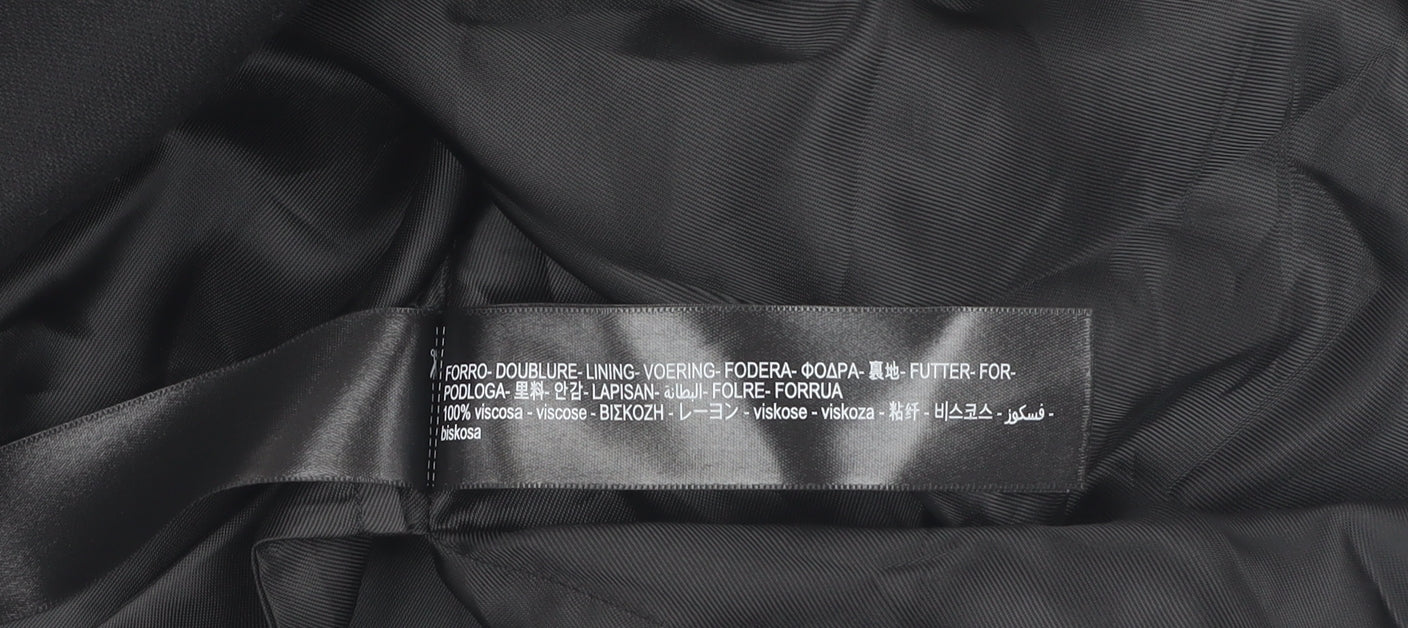 FORRO- DOUBLURE- LINING- VOERING- FODERA- ΦΟΔΡΑ- 裏地- FUTTER- FOR-
PODLOGA- 里料- 안감- LAPISAN- البطانة- FOLRE- FORRUA
100% viscosa - viscose - ΒΙΣΚΟΖΗ - レーヨン - viskose - viskoza - 粘纤 - 비스코스 - فسكوز -
biskosa